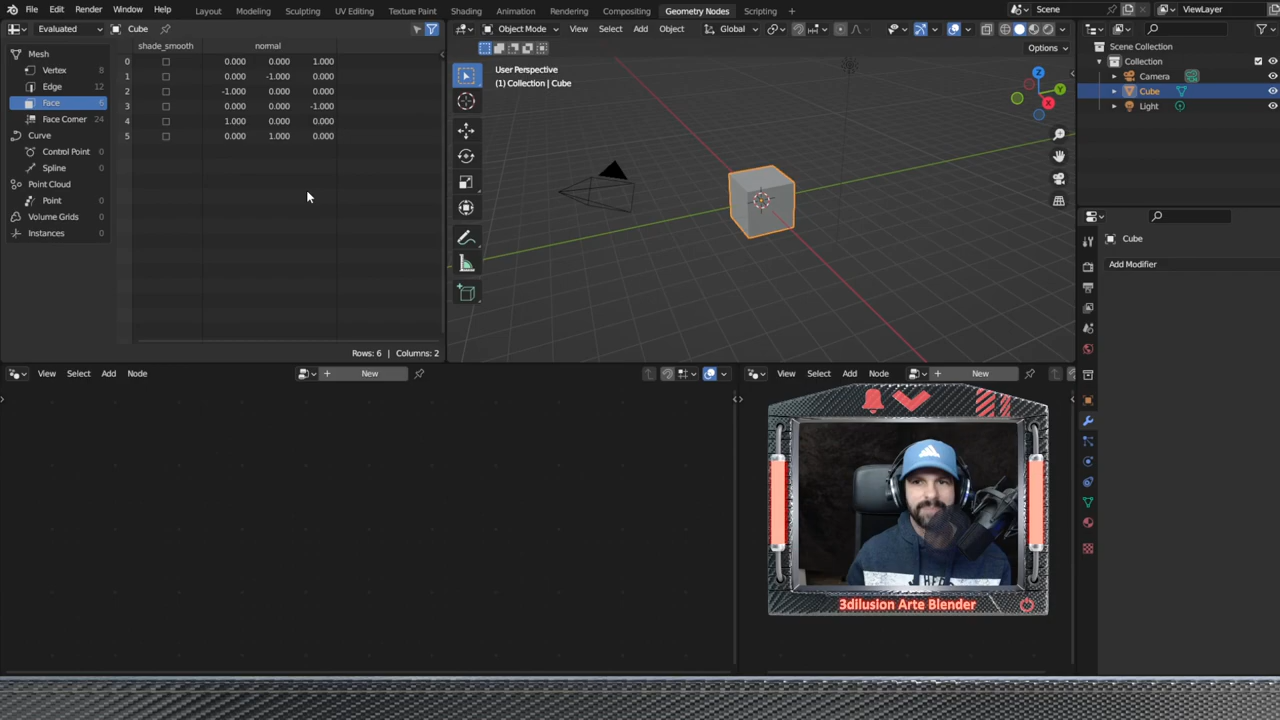 File Edit Render Window Help Layout Modeling Sculpting UV Editing Texture Paint Shading Animation Rendering Compositing Geometry Nodes Scripting + Scene ViewLayer
Evaluated Cube
Object Mode View Select Add Object Global
Options
shade_smooth normal
0 0.000 0.000 1.000
1 0.000 -1.000 0.000
2 -1.000 0.000 0.000
3 0.000 0.000 -1.000
4 1.000 0.000 0.000
5 0.000 1.000 0.000
Mesh
Vertex 8
Edge 12
Face 6
Face Corner 24
Curve
Control Point 0
Spline 0
Point Cloud
Point 0
Volume Grids 0
Instances 0
Rows: 6 | Columns: 2
User Perspective
(1) Collection | Cube
Z
Y
X
Scene Collection
Collection
Camera
Cube
Light
Cube
Add Modifier
View Select Add Node + New
View Select Add Node + New
3dilusion Arte Blender